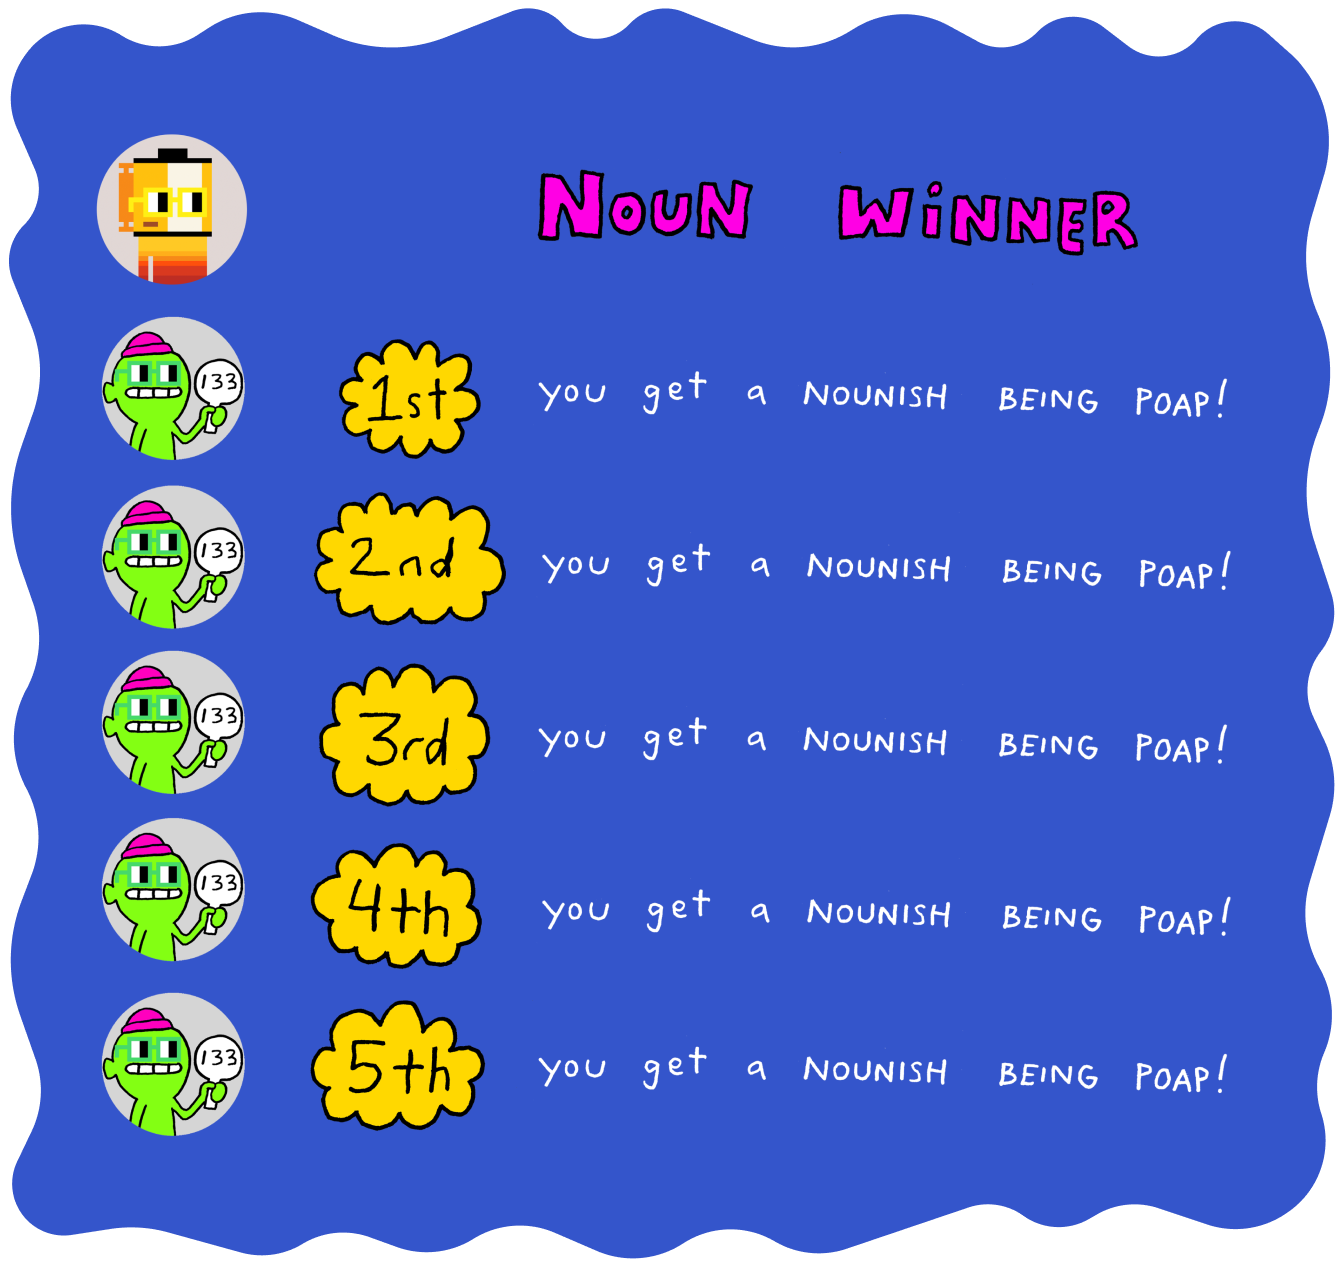 NOUN WiNNER
133 1st you get a NOUNISH BEING POAP!
133 2nd you get a NOUNISH BEING POAP!
133 3rd you get a NOUNISH BEING POAP!
133 4th you get a NOUNISH BEING POAP!
133 5th you get a NOUNISH BEING POAP!